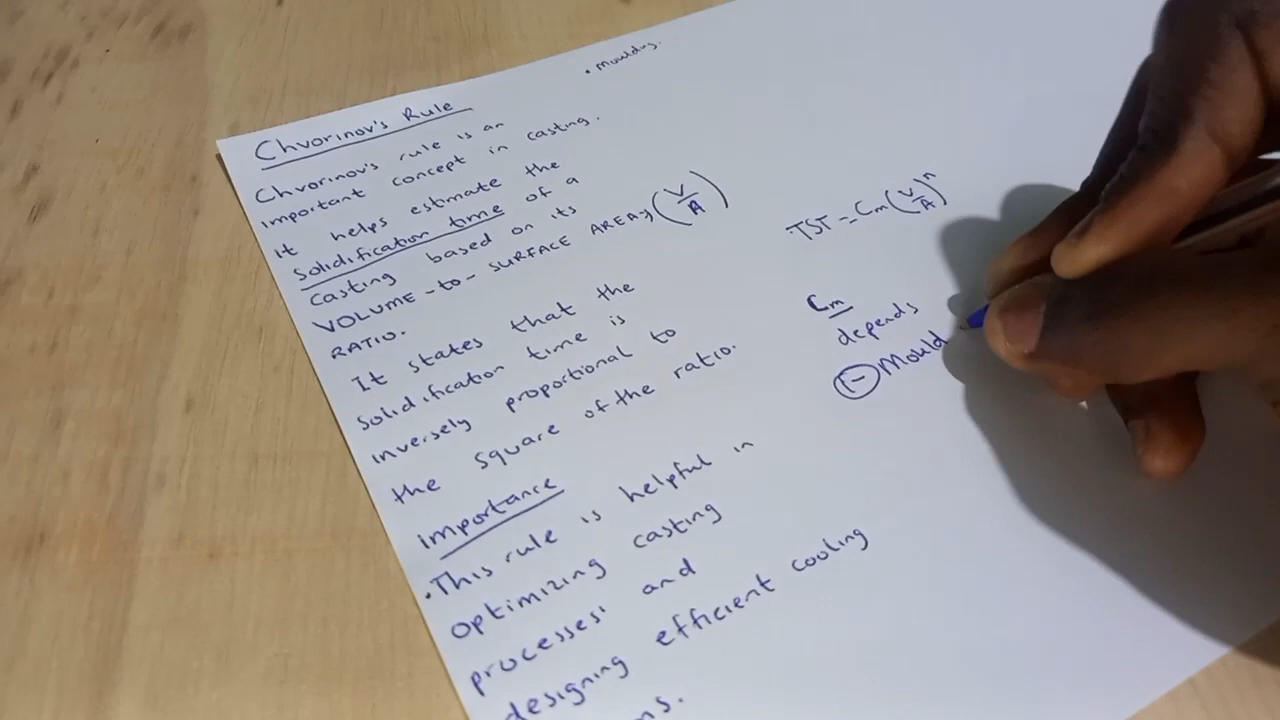 • Moulding.
Chvorinov's Rule
Chvorinov's rule is an
important concept in casting.
It helps estimate the
Solidification time of a
Casting based on its
VOLUME-to-SURFACE AREA (V/A)
RATIO.
It states that the
Solidification time is
inversely proportional to
the square of the ratio.
importance
• This rule is helpful in
optimizing casting
processes' and
designing efficient cooling
ms.
TST = Cm (V/A)^n
Cm
depends
1- Mould